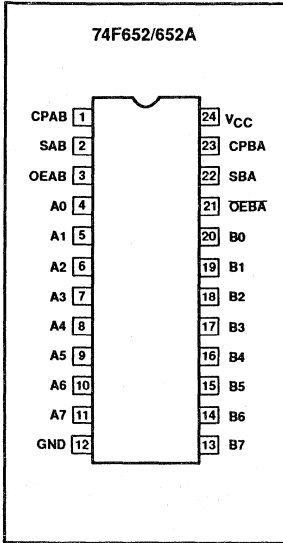 74F652/652A
CPAB 1 24 VCC
SAB 2 23 CPBA
OEAB 3 22 SBA
A0 4 21 O̅E̅B̅A̅
A1 5 20 B0
A2 6 19 B1
A3 7 18 B2
A4 8 17 B3
A5 9 16 B4
A6 10 15 B5
A7 11 14 B6
GND 12 13 B7